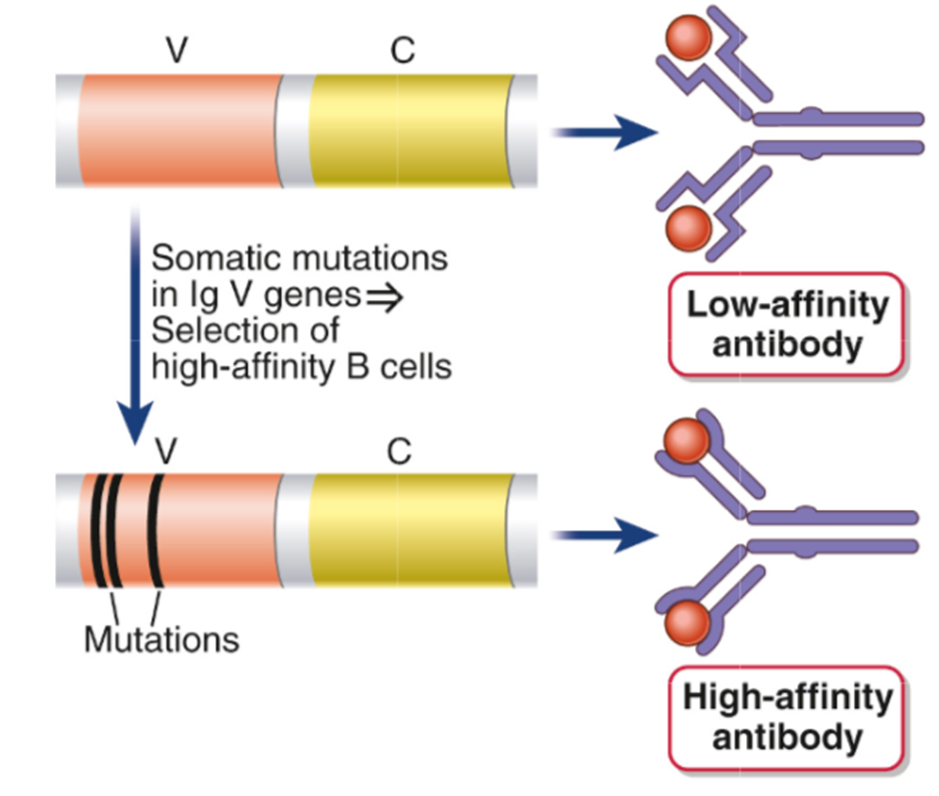 V
C
Somatic mutations
in Ig V genes⇒
Selection of
high-affinity B cells
Low-affinity
antibody
V
C
Mutations
High-affinity
antibody